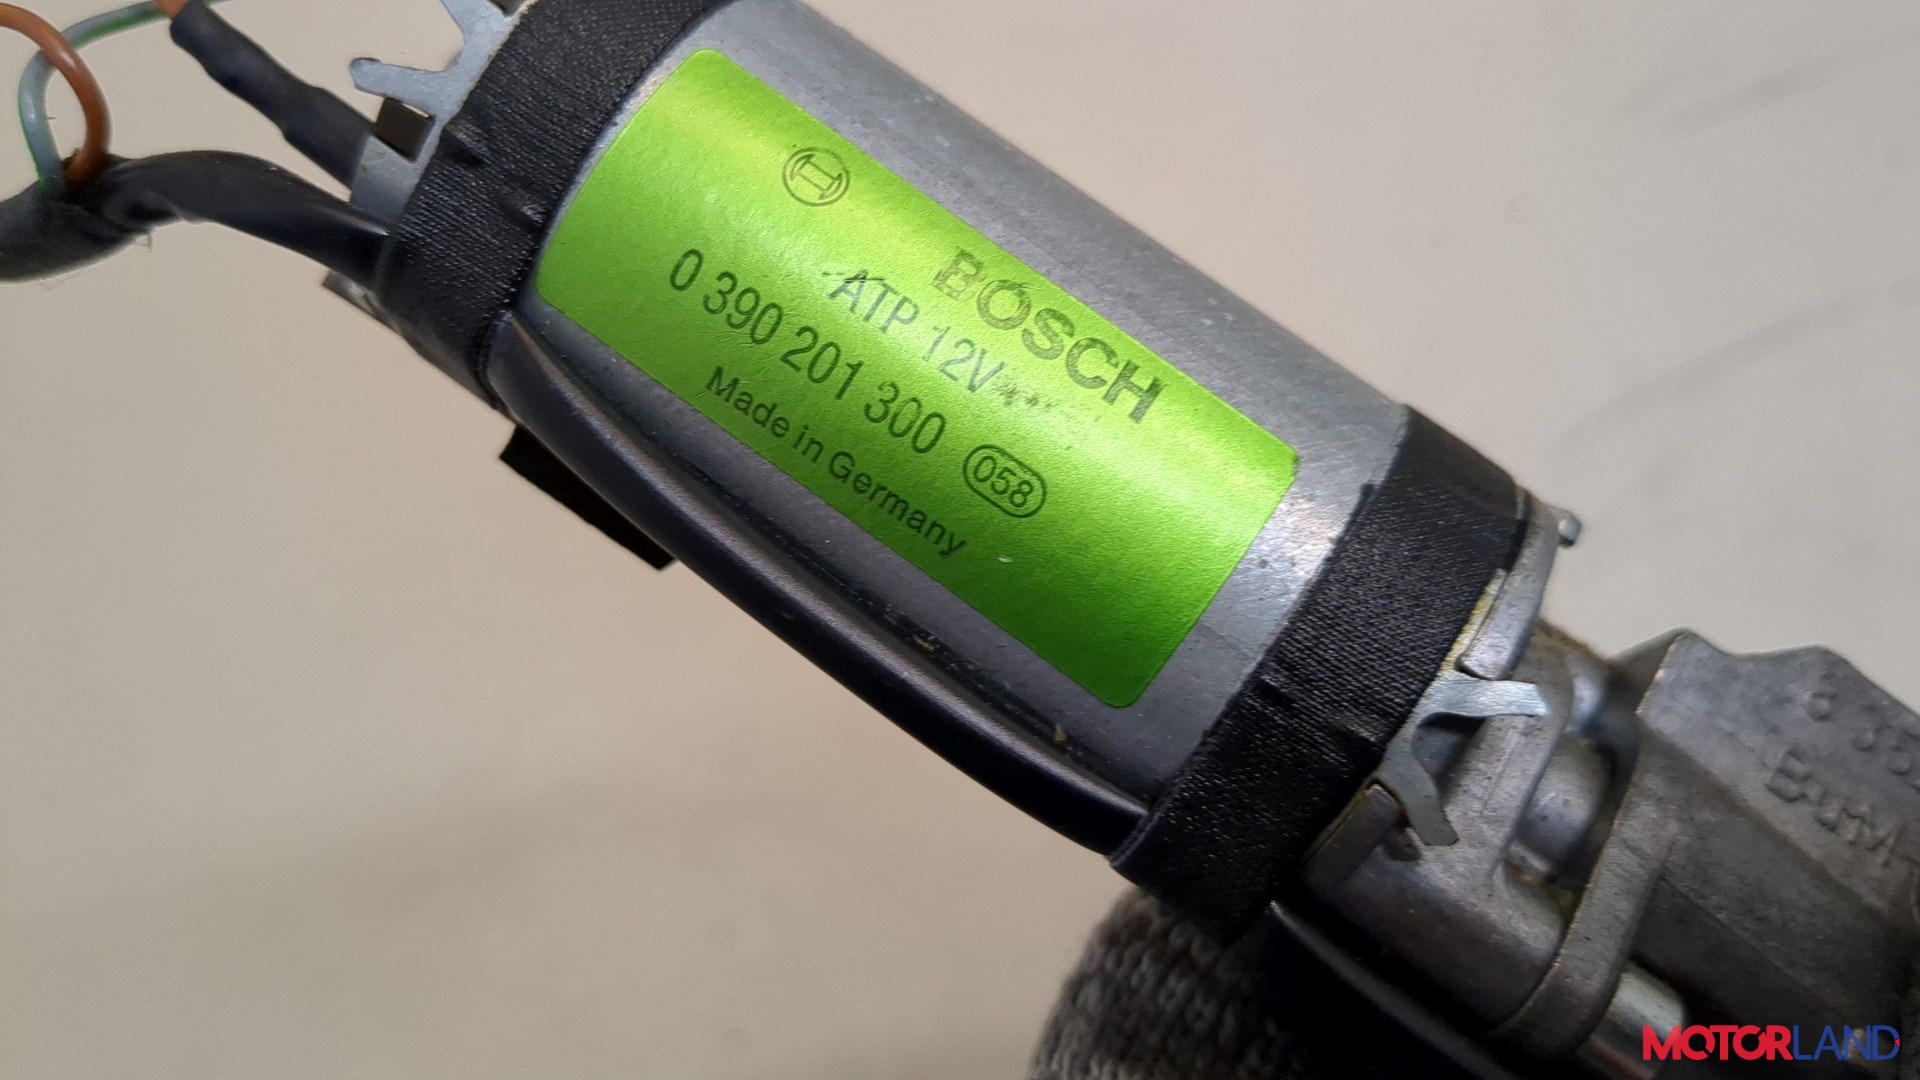 BOSCH
ATP 12V
0 390 201 300 058
Made in Germany
MOTORLAND